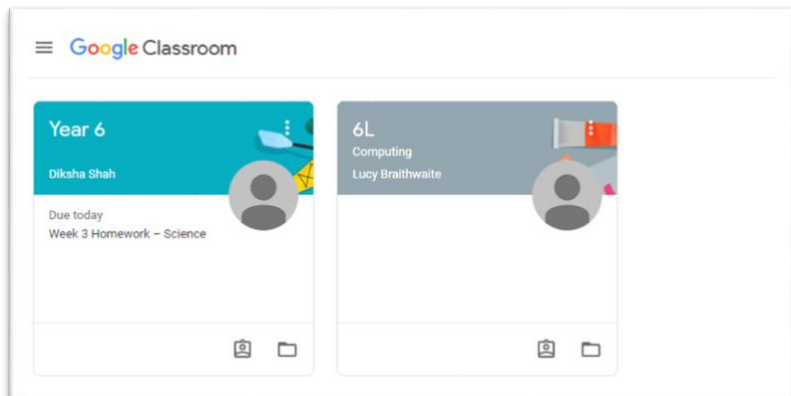 Google Classroom
Year 6
Diksha Shah
Due today
Week 3 Homework – Science
6L
Computing
Lucy Braithwaite